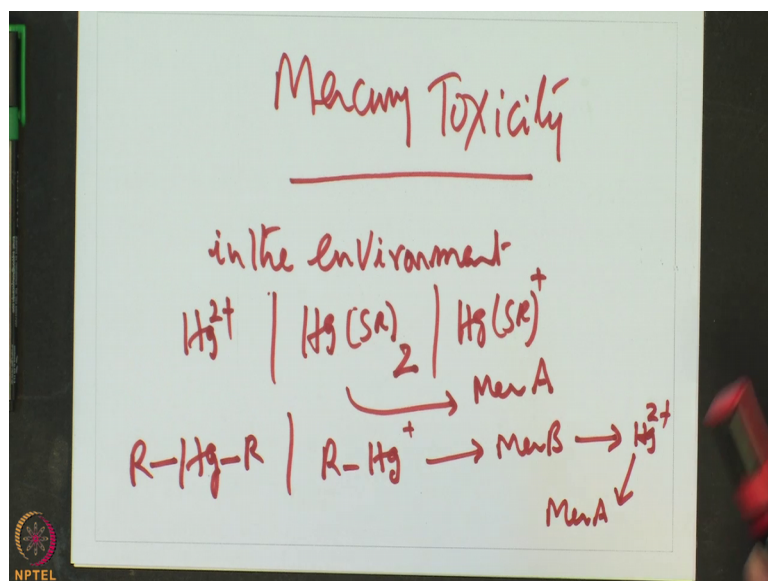 Mercury Toxicity
in the environment
Hg²⁺ | Hg(SR)₂ | Hg(SR)⁺
MerA
R-Hg-R | R-Hg⁺ → MerB → Hg²⁺
MerA
NPTEL